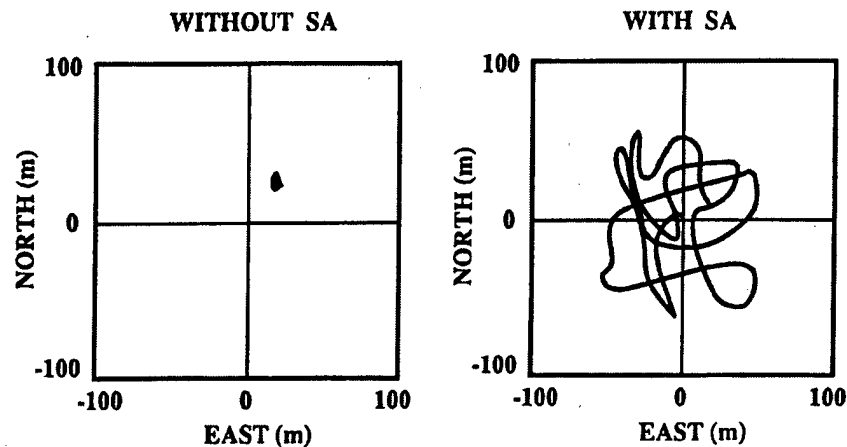 WITHOUT SA
100
NORTH (m)
0
-100
-100 0 100
EAST (m)
WITH SA
100
NORTH (m)
0
-100
-100 0 100
EAST (m)